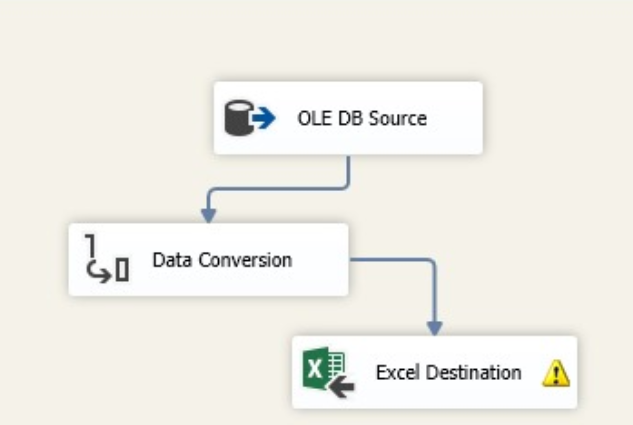 OLE DB Source
Data Conversion
Excel Destination